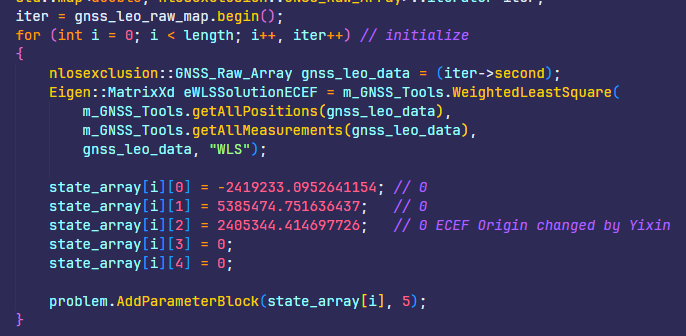 iter = gnss_leo_raw_map.begin();
for (int i = 0; i < length; i++, iter++) // initialize
{
    nlosexclusion::GNSS_Raw_Array gnss_leo_data = (iter->second);
    Eigen::MatrixXd eWLSSolutionECEF = m_GNSS_Tools.WeightedLeastSquare(
        m_GNSS_Tools.getAllPositions(gnss_leo_data),
        m_GNSS_Tools.getAllMeasurements(gnss_leo_data),
        gnss_leo_data, "WLS");
    state_array[i][0] = -2419233.0952641154; // 0
    state_array[i][1] = 5385474.751636437;   // 0
    state_array[i][2] = 2405344.414697726;   // 0 ECEF Origin changed by Yixin
    state_array[i][3] = 0;
    state_array[i][4] = 0;
    problem.AddParameterBlock(state_array[i], 5);
}